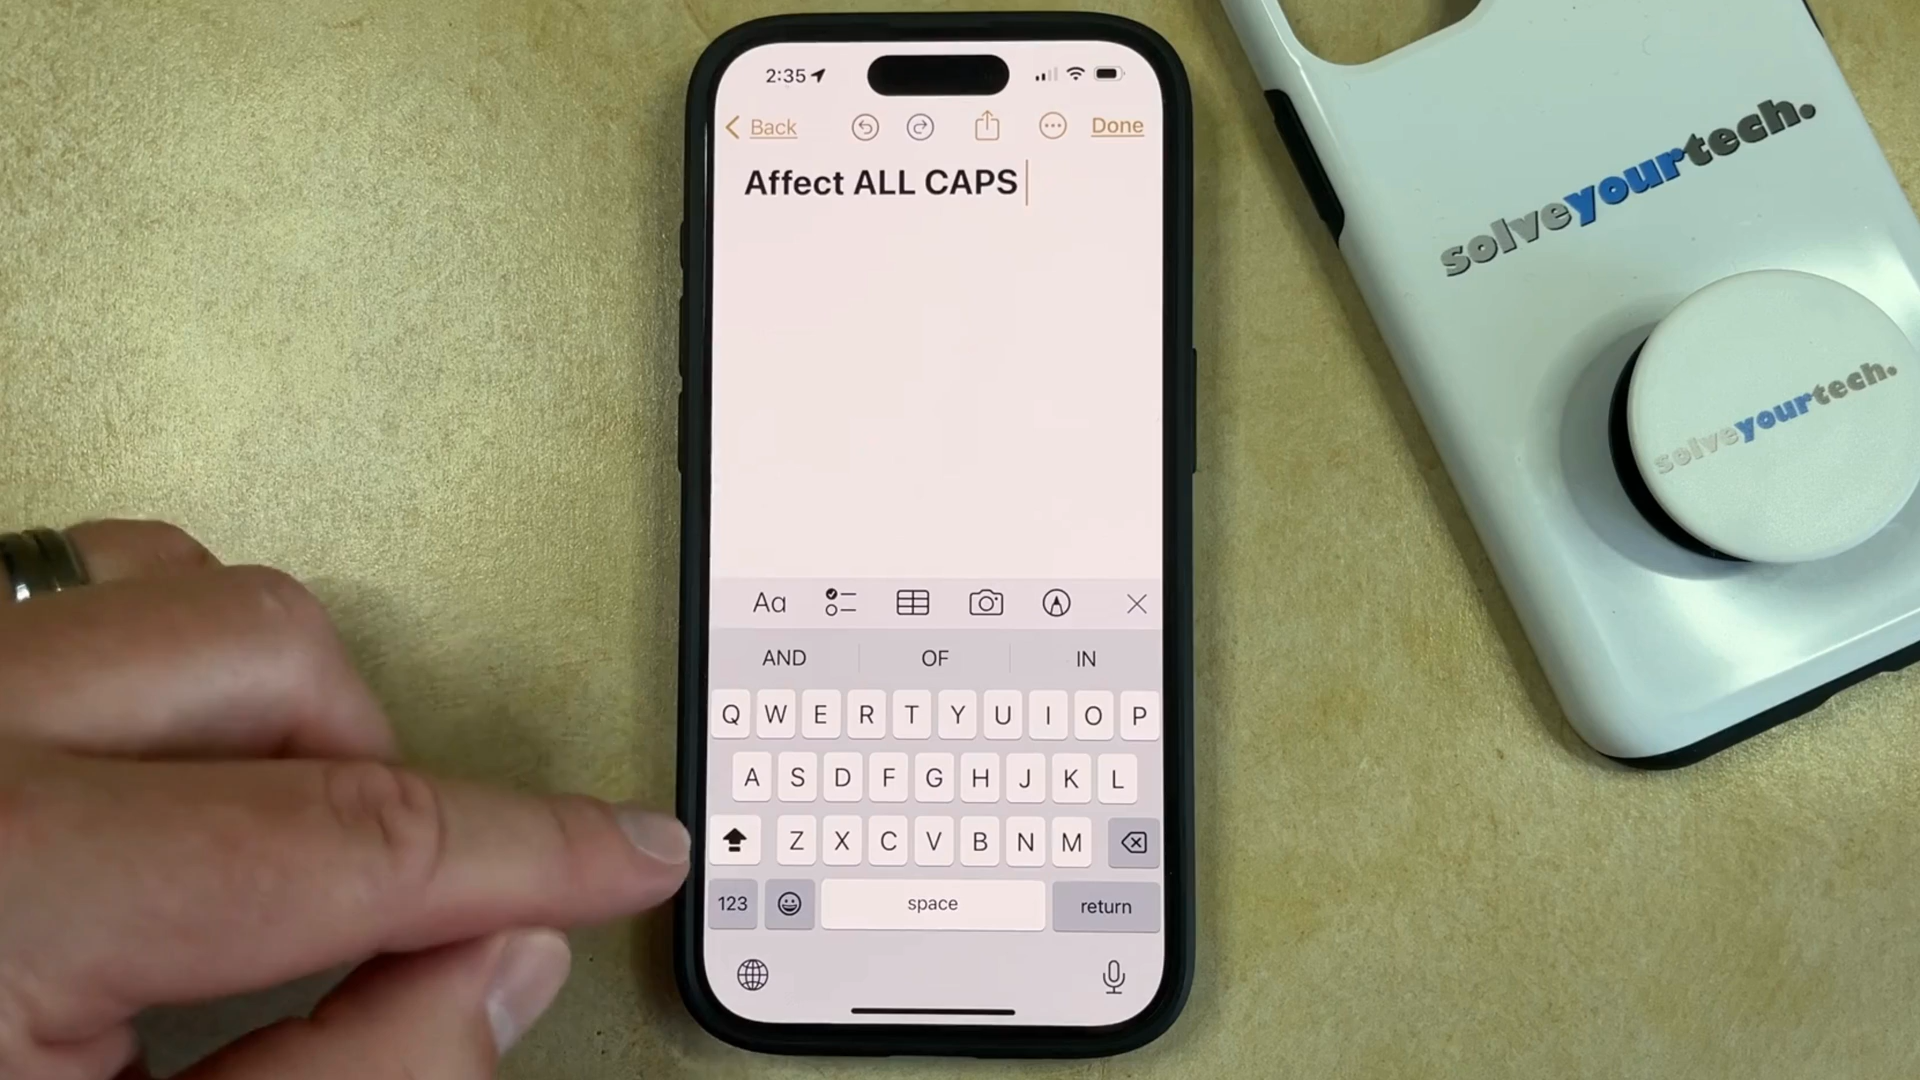 2:35
Back
Done
Affect ALL CAPS
Aa
AND OF IN
Q W E R T Y U I O P
A S D F G H J K L
Z X C V B N M
123 space return
solveyourtech.
solveyourtech.